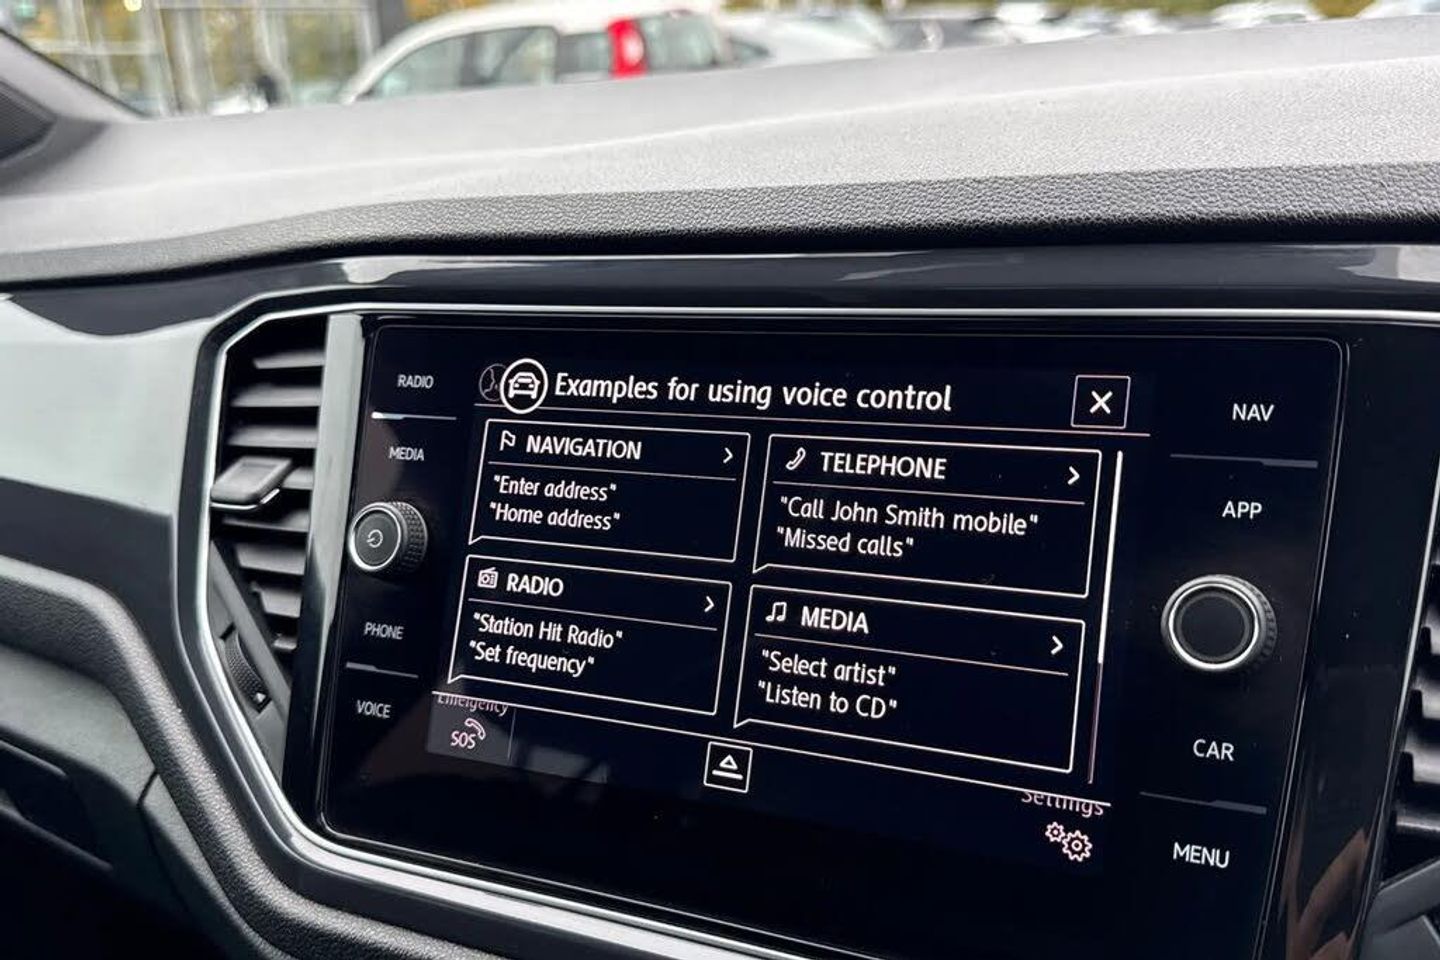 RADIO
MEDIA
PHONE
VOICE
Examples for using voice control
NAVIGATION
"Enter address"
"Home address"
TELEPHONE
"Call John Smith mobile"
"Missed calls"
RADIO
"Station Hit Radio"
"Set frequency"
MEDIA
"Select artist"
"Listen to CD"
Emergency
SOS
Settings
NAV
APP
CAR
MENU